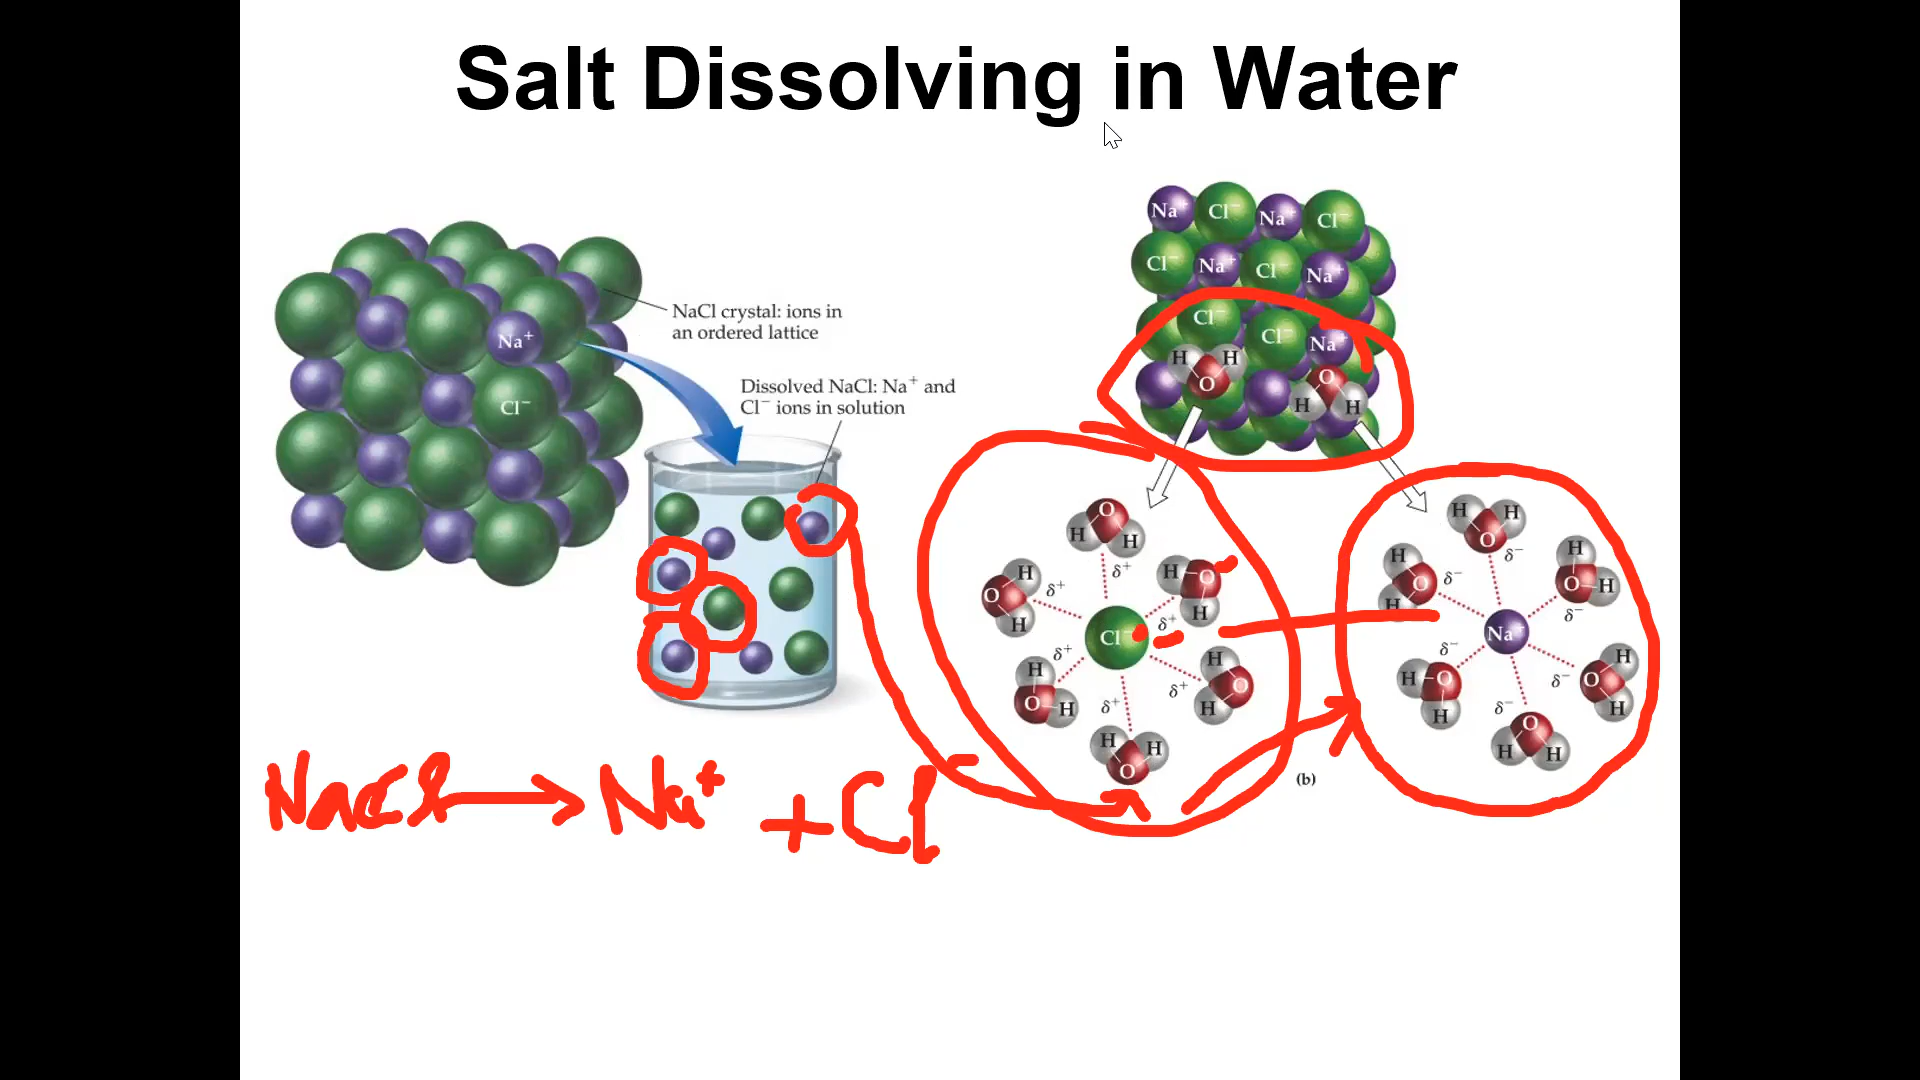 Salt Dissolving in Water
NaCl crystal: ions in
an ordered lattice
Na⁺
Cl⁻
Dissolved NaCl: Na⁺ and
Cl⁻ ions in solution
Na⁺ Cl⁻ Na⁺ Cl⁻
Cl⁻ Na⁺ Cl⁻ Na⁺
Cl⁻ Cl⁻ Na⁺
H H O
O H H
O H H δ⁺
H O H δ⁺
H O δ⁺ H
Cl⁻
H O H δ⁺
H O H δ⁺
H H O δ⁺
H H O δ⁻
H O H δ⁻
H O H δ⁻
Na⁺
H O H δ⁻
H O H δ⁻
O H H δ⁻
(b)
NaCl → Na⁺ + Cl⁻